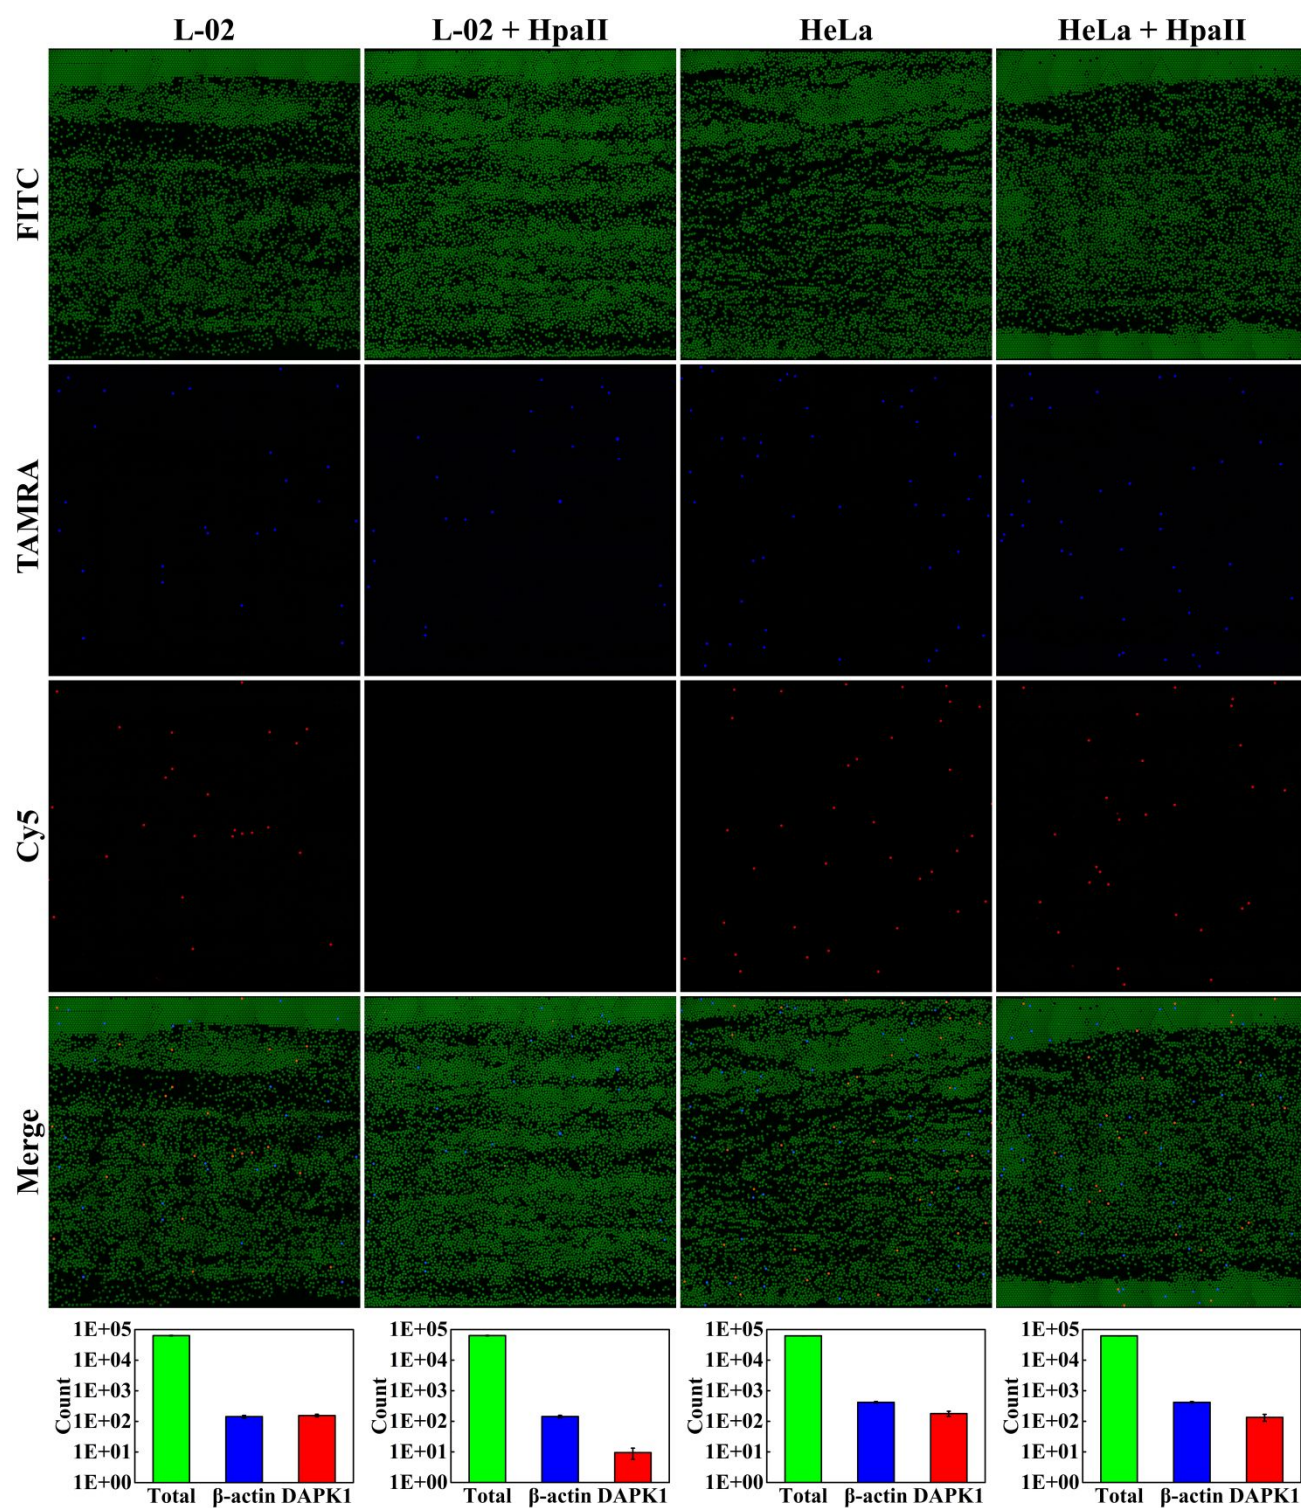 L-02
L-02 + HpaII
HeLa
HeLa + HpaII
FITC
TAMRA
Cy5
Merge
Count
1E+05
1E+04
1E+03
1E+02
1E+01
1E+00
Total β-actin DAPK1
Count
1E+05
1E+04
1E+03
1E+02
1E+01
1E+00
Total β-actin DAPK1
Count
1E+05
1E+04
1E+03
1E+02
1E+01
1E+00
Total β-actin DAPK1
Count
1E+05
1E+04
1E+03
1E+02
1E+01
1E+00
Total β-actin DAPK1